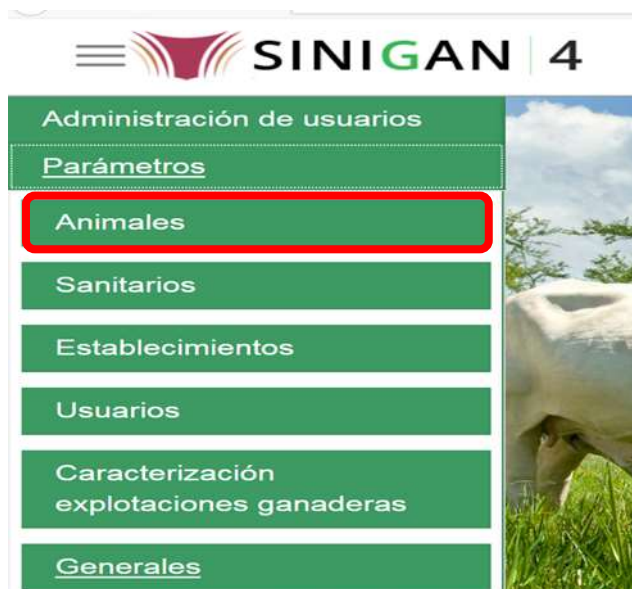 SINIGAN 4
Administración de usuarios
Parámetros
Animales
Sanitarios
Establecimientos
Usuarios
Caracterización
explotaciones ganaderas
Generales